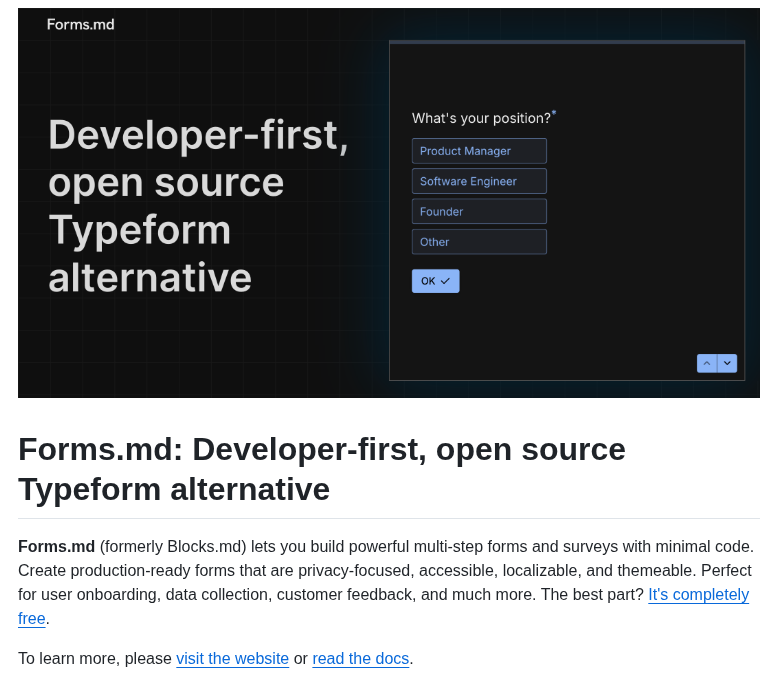 Forms.md
Developer-first,
open source
Typeform
alternative
What's your position?*
Product Manager
Software Engineer
Founder
Other
OK ✓
Forms.md: Developer-first, open source
Typeform alternative
Forms.md (formerly Blocks.md) lets you build powerful multi-step forms and surveys with minimal code.
Create production-ready forms that are privacy-focused, accessible, localizable, and themeable. Perfect
for user onboarding, data collection, customer feedback, and much more. The best part? It's completely
free.
To learn more, please visit the website or read the docs.